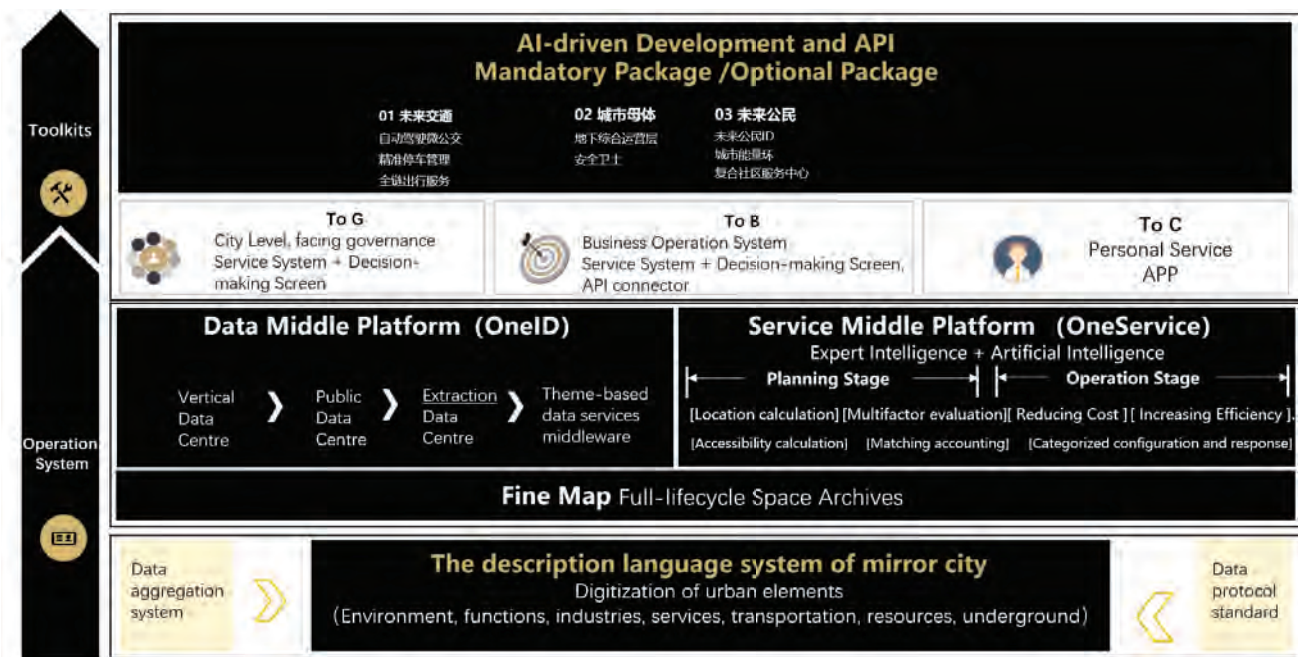 Toolkits
AI-driven Development and API
Mandatory Package /Optional Package
01 未来交通
自动驾驶微公交
精准停车管理
全链出行服务
02 城市母体
地下综合运营层
安全卫士
03 未来公民
未来公民ID
城市能量环
复合社区服务中心
To G
City Level, facing governance
Service System + Decision-
making Screen
To B
Business Operation System
Service System + Decision-making Screen,
API connector
To C
Personal Service
APP
Operation
System
Data Middle Platform (OneID)
Vertical
Data
Centre
Public
Data
Centre
Extraction
Data
Centre
Theme-based
data services
middleware
Service Middle Platform (OneService)
Expert Intelligence + Artificial Intelligence
Planning Stage
Operation Stage
[Location calculation] [Multifactor evaluation] [ Reducing Cost ] [ Increasing Efficiency ].
[Accessibility calculation] [Matching accounting] [Categorized configuration and response]
Fine Map Full-lifecycle Space Archives
Data
aggregation
system
The description language system of mirror city
Digitization of urban elements
(Environment, functions, industries, services, transportation, resources, underground)
Data
protocol
standard